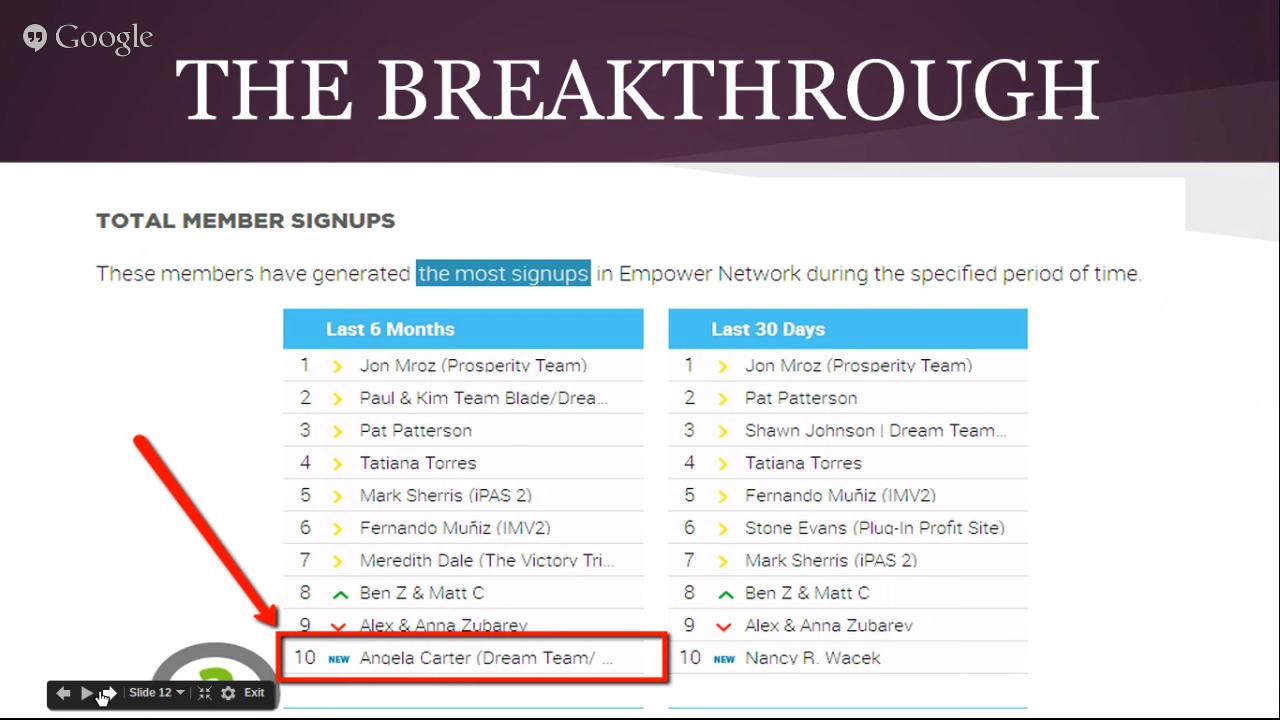 Google
THE BREAKTHROUGH
TOTAL MEMBER SIGNUPS
These members have generated the most signups in Empower Network during the specified period of time.
Last 6 Months
1 Jon Mroz (Prosperity Team)
2 Paul & Kim Team Blade/Drea...
3 Pat Patterson
4 Tatiana Torres
5 Mark Sherris (iPAS 2)
6 Fernando Muñiz (IMV2)
7 Meredith Dale (The Victory Tri...
8 Ben Z & Matt C
9 Alex & Anna Zubarev
10 NEW Angela Carter (Dream Team/ ...
Last 30 Days
1 Jon Mroz (Prosperity Team)
2 Pat Patterson
3 Shawn Johnson | Dream Team...
4 Tatiana Torres
5 Fernando Muñiz (IMV2)
6 Stone Evans (Plug-In Profit Site)
7 Mark Sherris (iPAS 2)
8 Ben Z & Matt C
9 Alex & Anna Zubarev
10 NEW Nancy R. Wacek
Slide 12 Exit